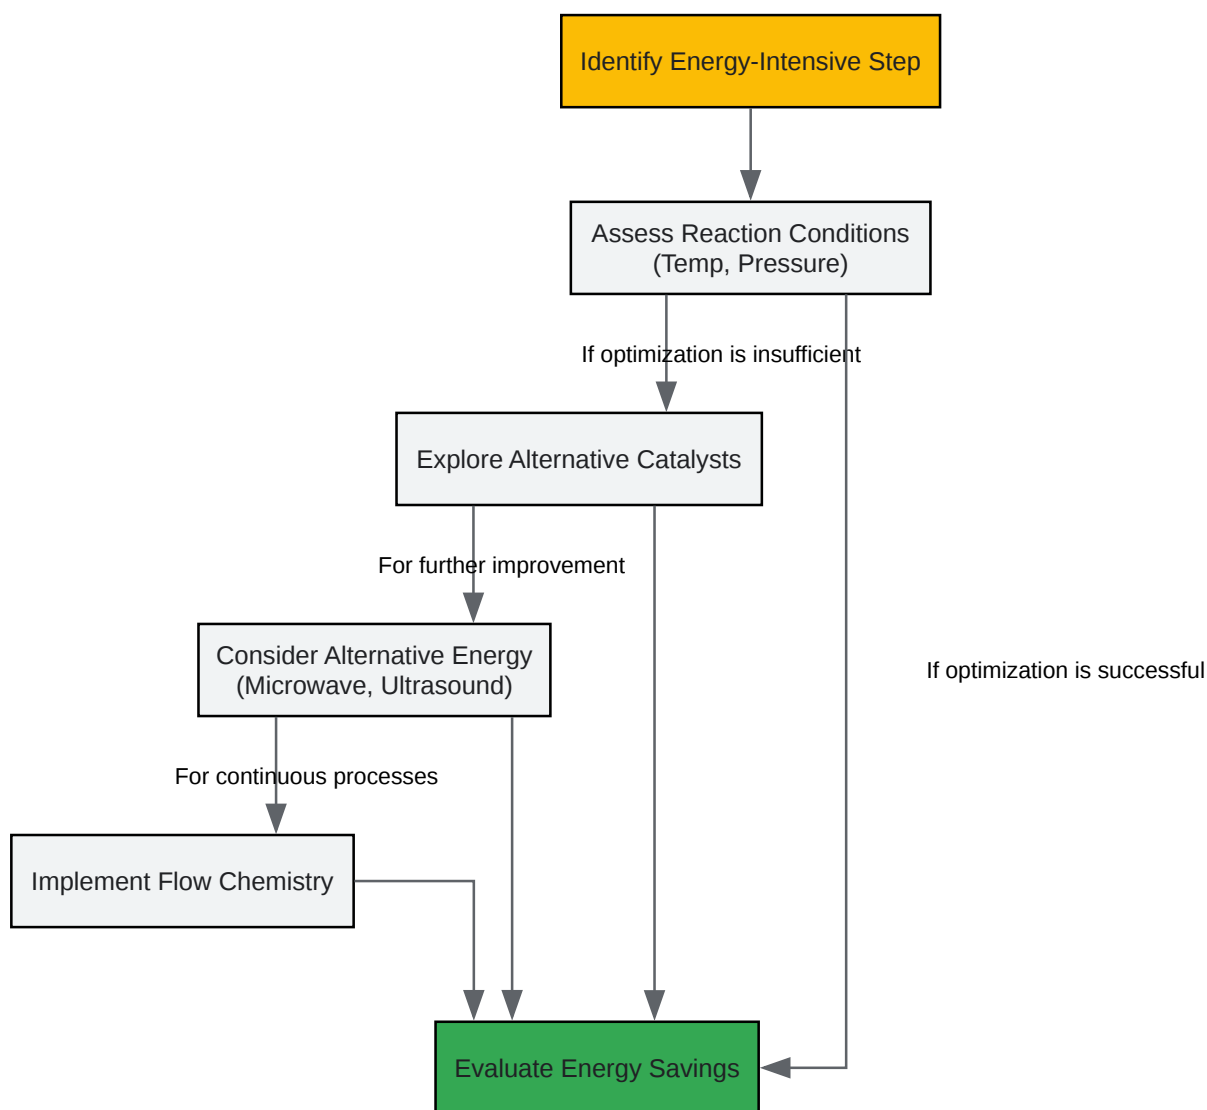 Identify Energy-Intensive Step
Assess Reaction Conditions
(Temp, Pressure)
If optimization is insufficient
Explore Alternative Catalysts
For further improvement
Consider Alternative Energy
(Microwave, Ultrasound)
If optimization is successful
For continuous processes
Implement Flow Chemistry
Evaluate Energy Savings